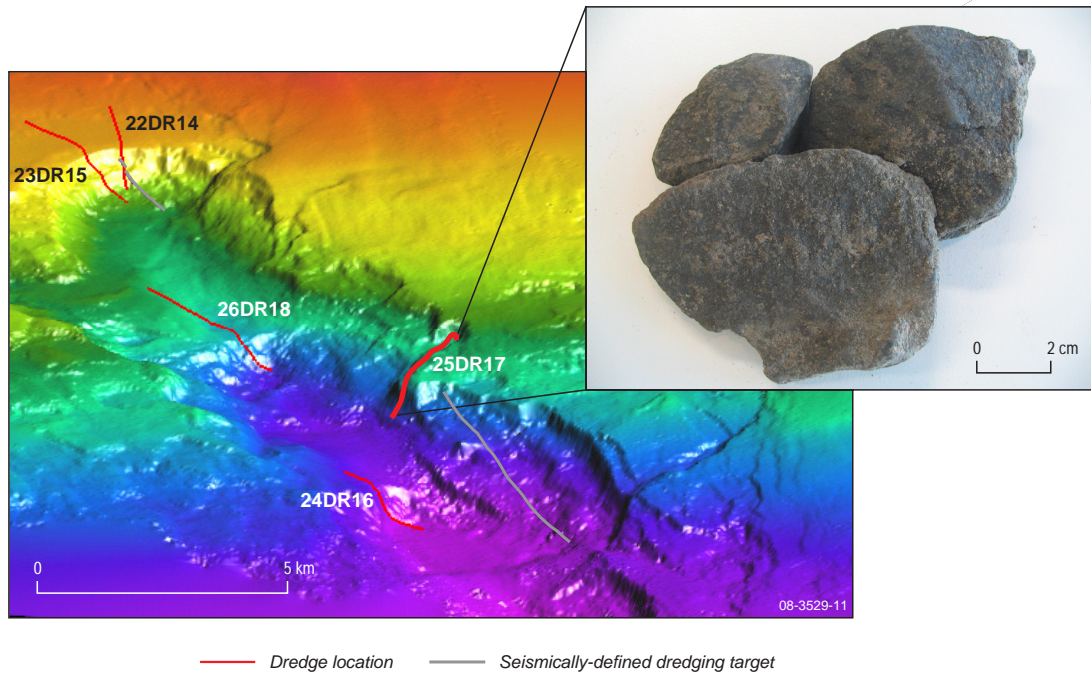 22DR14
23DR15
26DR18
25DR17
24DR16
0 2 cm
0 5 km
08-3529-11
Dredge location
Seismically-defined dredging target